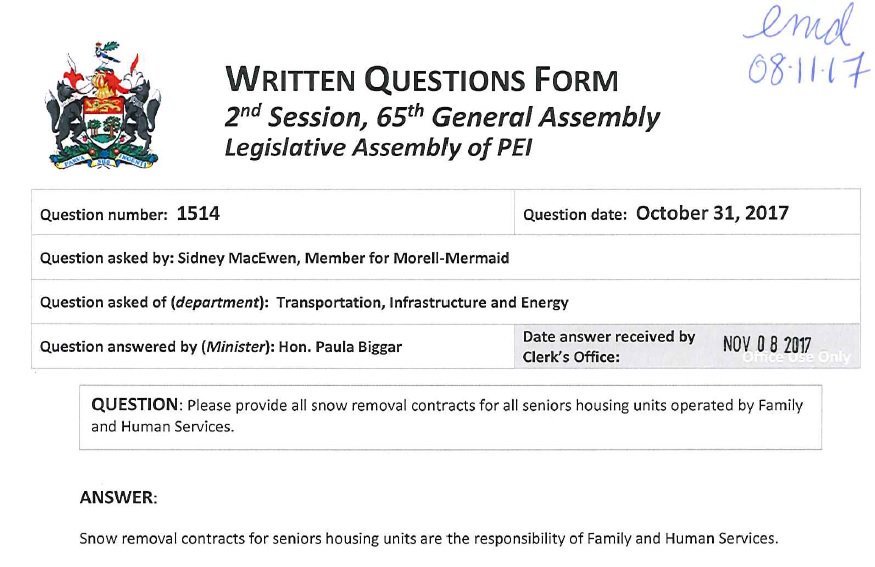 emd
08·11·17
WRITTEN QUESTIONS FORM
2nd Session, 65th General Assembly
Legislative Assembly of PEI
Question number: 1514
Question date: October 31, 2017
Question asked by: Sidney MacEwen, Member for Morell-Mermaid
Question asked of (department): Transportation, Infrastructure and Energy
Question answered by (Minister): Hon. Paula Biggar
Date answer received by
Clerk's Office:
NOV 08 2017
Office Use Only
QUESTION: Please provide all snow removal contracts for all seniors housing units operated by Family
and Human Services.
ANSWER:
Snow removal contracts for seniors housing units are the responsibility of Family and Human Services.